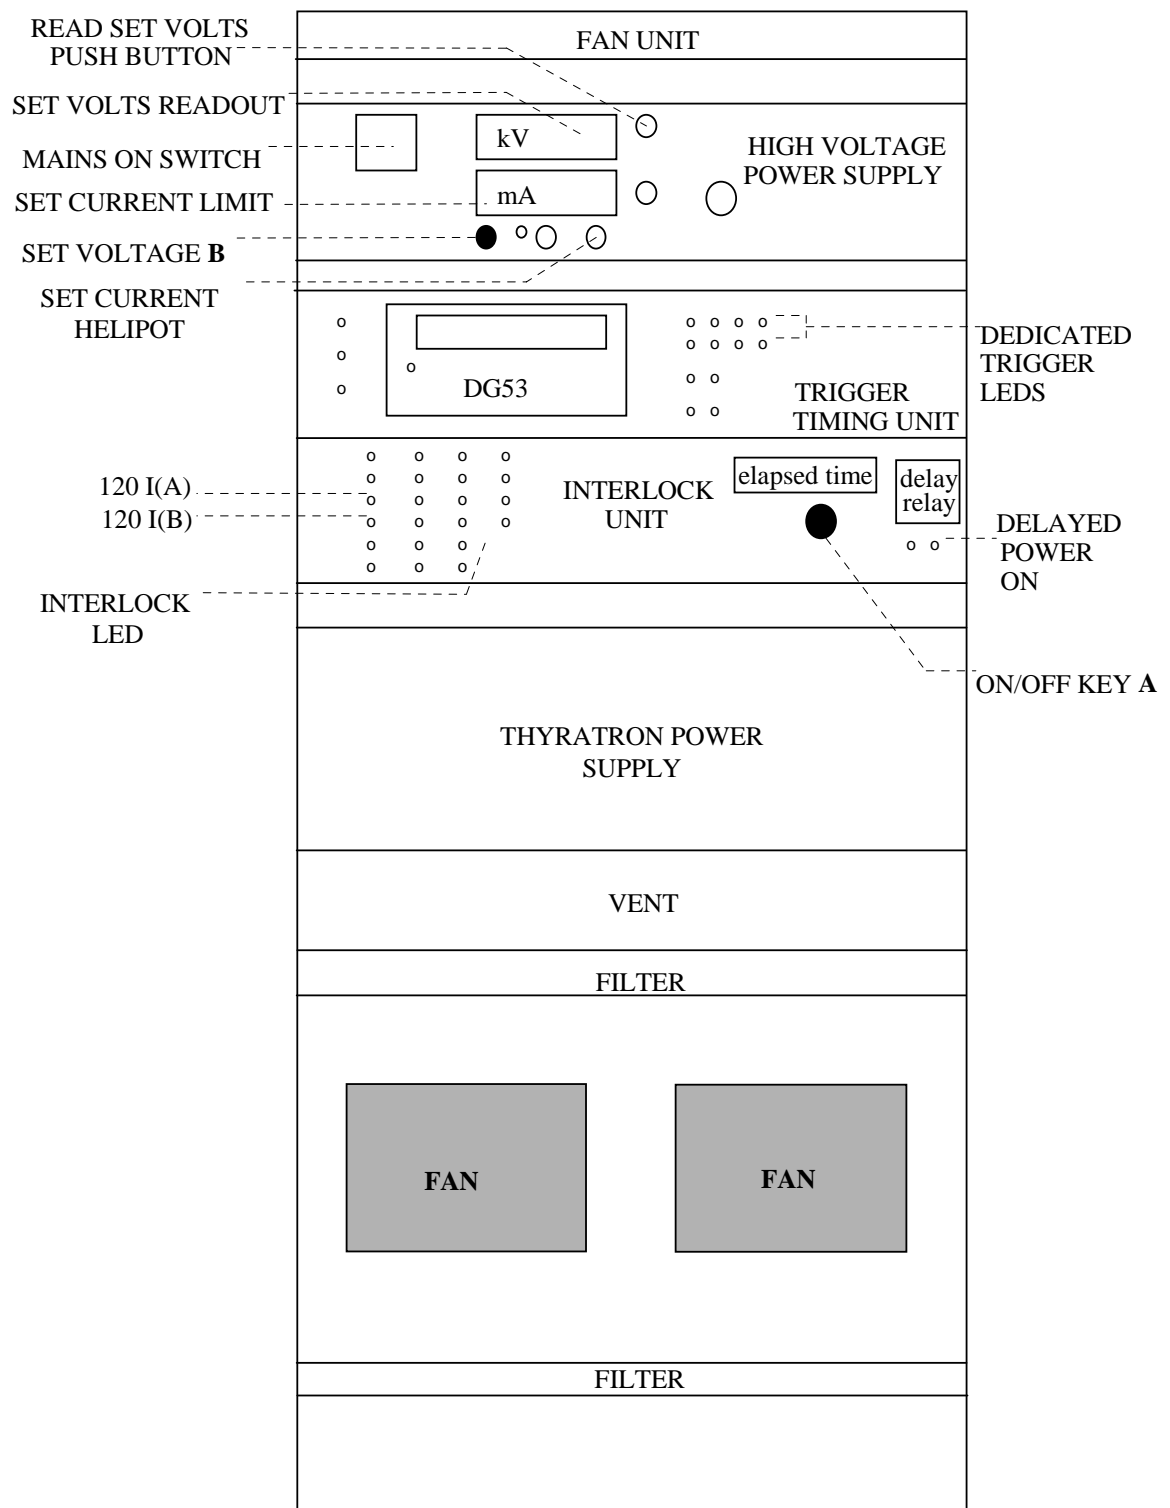 READ SET VOLTS
PUSH BUTTON
FAN UNIT
SET VOLTS READOUT
kV
MAINS ON SWITCH
HIGH VOLTAGE
POWER SUPPLY
SET CURRENT LIMIT
mA
SET VOLTAGE B
SET CURRENT
HELIPOT
DG53
DEDICATED
TRIGGER
LEDS
TRIGGER
TIMING UNIT
120 I(A)
120 I(B)
INTERLOCK
UNIT
elapsed time
delay
relay
DELAYED
POWER
ON
INTERLOCK
LED
ON/OFF KEY A
THYRATRON POWER
SUPPLY
VENT
FILTER
FAN
FAN
FILTER